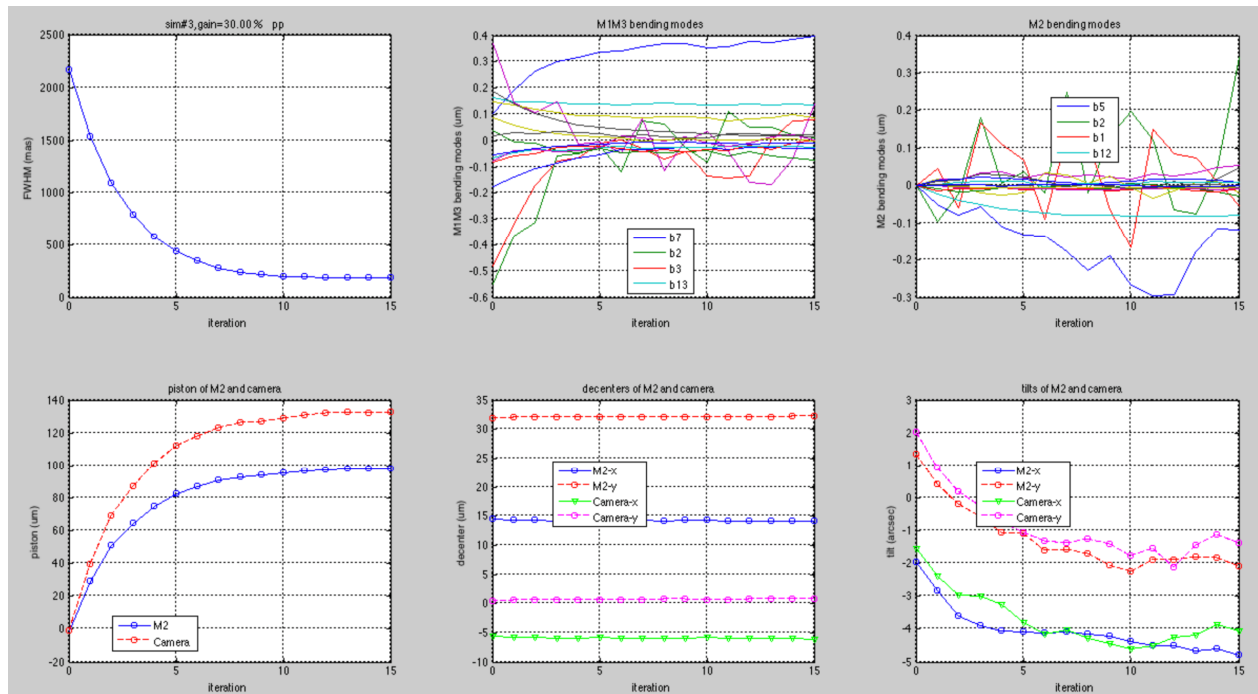 sim#3,gain=30.00% pp
2500
2000
1500
1000
500
0
FWHM (mas)
0 5 10 15
iteration
M1M3 bending modes
0.4
0.3
0.2
0.1
0
-0.1
-0.2
-0.3
-0.4
-0.5
-0.6
M1M3 bending modes (um)
b7
b2
b3
b13
0 5 10 15
iteration
M2 bending modes
0.4
0.3
0.2
0.1
0
-0.1
-0.2
-0.3
M2 bending modes (um)
b5
b2
b1
b12
0 5 10 15
iteration
piston of M2 and camera
140
120
100
80
60
40
20
0
-20
piston (um)
M2
Camera
0 5 10 15
iteration
decenters of M2 and camera
35
30
25
20
15
10
5
0
-5
-10
decenter (um)
M2-x
M2-y
Camera-x
Camera-y
0 5 10 15
iteration
tilts of M2 and camera
3
2
1
0
-1
-2
-3
-4
-5
tilt (arcsec)
M2-x
M2-y
Camera-x
Camera-y
0 5 10 15
iteration